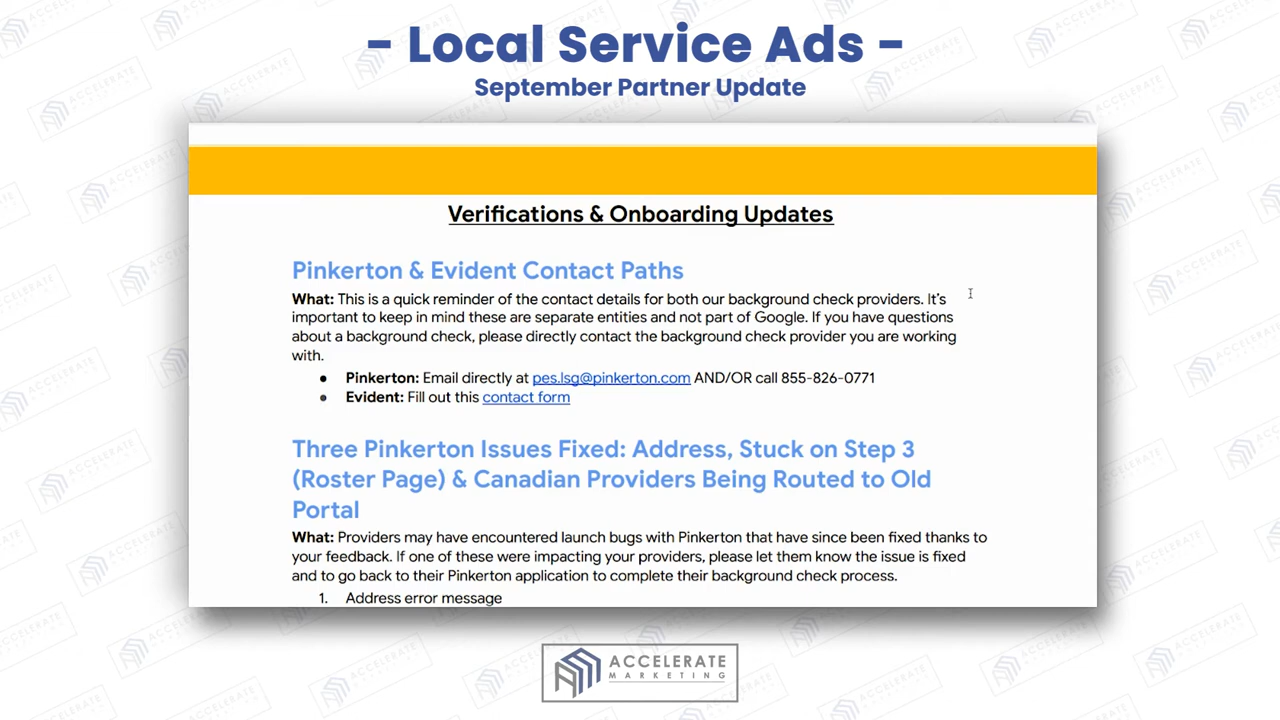 - Local Service Ads -
September Partner Update
Verifications & Onboarding Updates
Pinkerton & Evident Contact Paths
What: This is a quick reminder of the contact details for both our background check providers. It's
important to keep in mind these are separate entities and not part of Google. If you have questions
about a background check, please directly contact the background check provider you are working
with.
● Pinkerton: Email directly at pes.lsg@pinkerton.com AND/OR call 855-826-0771
● Evident: Fill out this contact form
Three Pinkerton Issues Fixed: Address, Stuck on Step 3
(Roster Page) & Canadian Providers Being Routed to Old
Portal
What: Providers may have encountered launch bugs with Pinkerton that have since been fixed thanks to
your feedback. If one of these were impacting your providers, please let them know the issue is fixed
and to go back to their Pinkerton application to complete their background check process.
1. Address error message
ACCELERATE
MARKETING